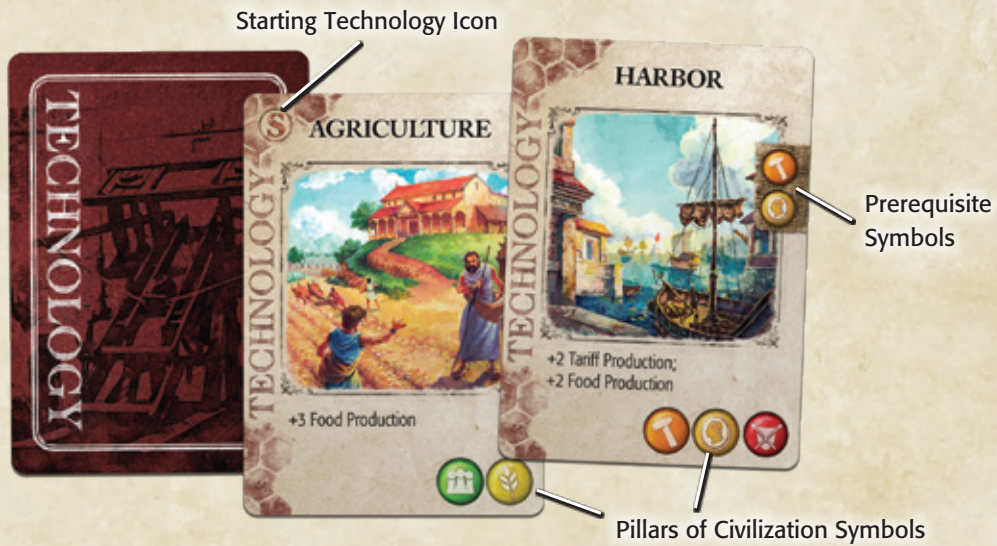 Starting Technology Icon
TECHNOLOGY
S
AGRICULTURE
TECHNOLOGY
+3 Food Production
HARBOR
TECHNOLOGY
+2 Tariff Production;
+2 Food Production
Prerequisite
Symbols
Pillars of Civilization Symbols